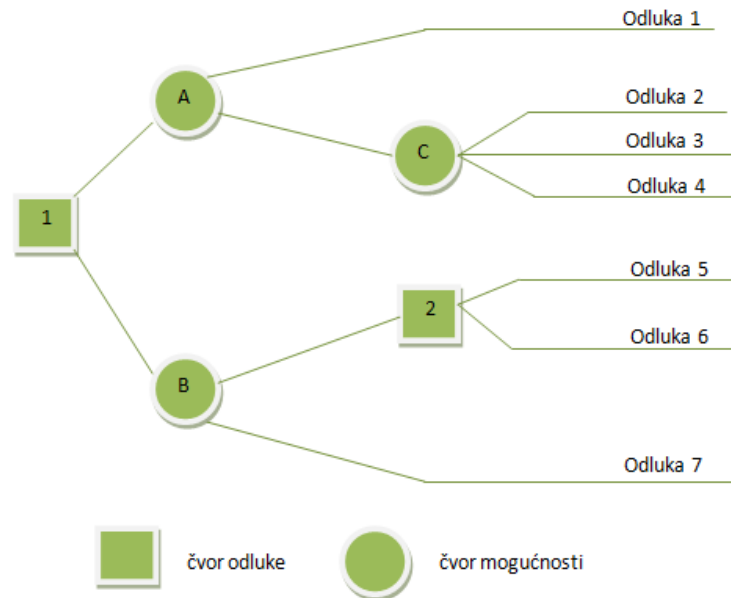 Odluka 1
A
Odluka 2
C
Odluka 3
Odluka 4
1
Odluka 5
2
Odluka 6
B
Odluka 7
čvor odluke
čvor mogućnosti